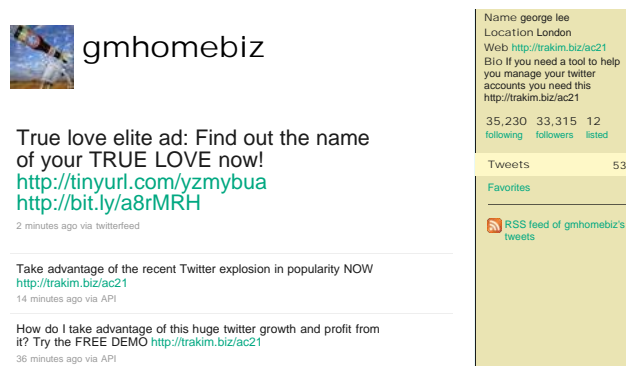 gmhomebiz
True love elite ad: Find out the name
of your TRUE LOVE now!
http://tinyurl.com/yzmybua
http://bit.ly/a8rMRH
2 minutes ago via twitterfeed
Take advantage of the recent Twitter explosion in popularity NOW
http://trakim.biz/ac21
14 minutes ago via API
How do I take advantage of this huge twitter growth and profit from
it? Try the FREE DEMO http://trakim.biz/ac21
36 minutes ago via API
Name george lee
Location London
Web http://trakim.biz/ac21
Bio If you need a tool to help
you manage your twitter
accounts you need this
http://trakim.biz/ac21
35,230 33,315 12
following followers listed
Tweets 53
Favorites
RSS feed of gmhomebiz's
tweets